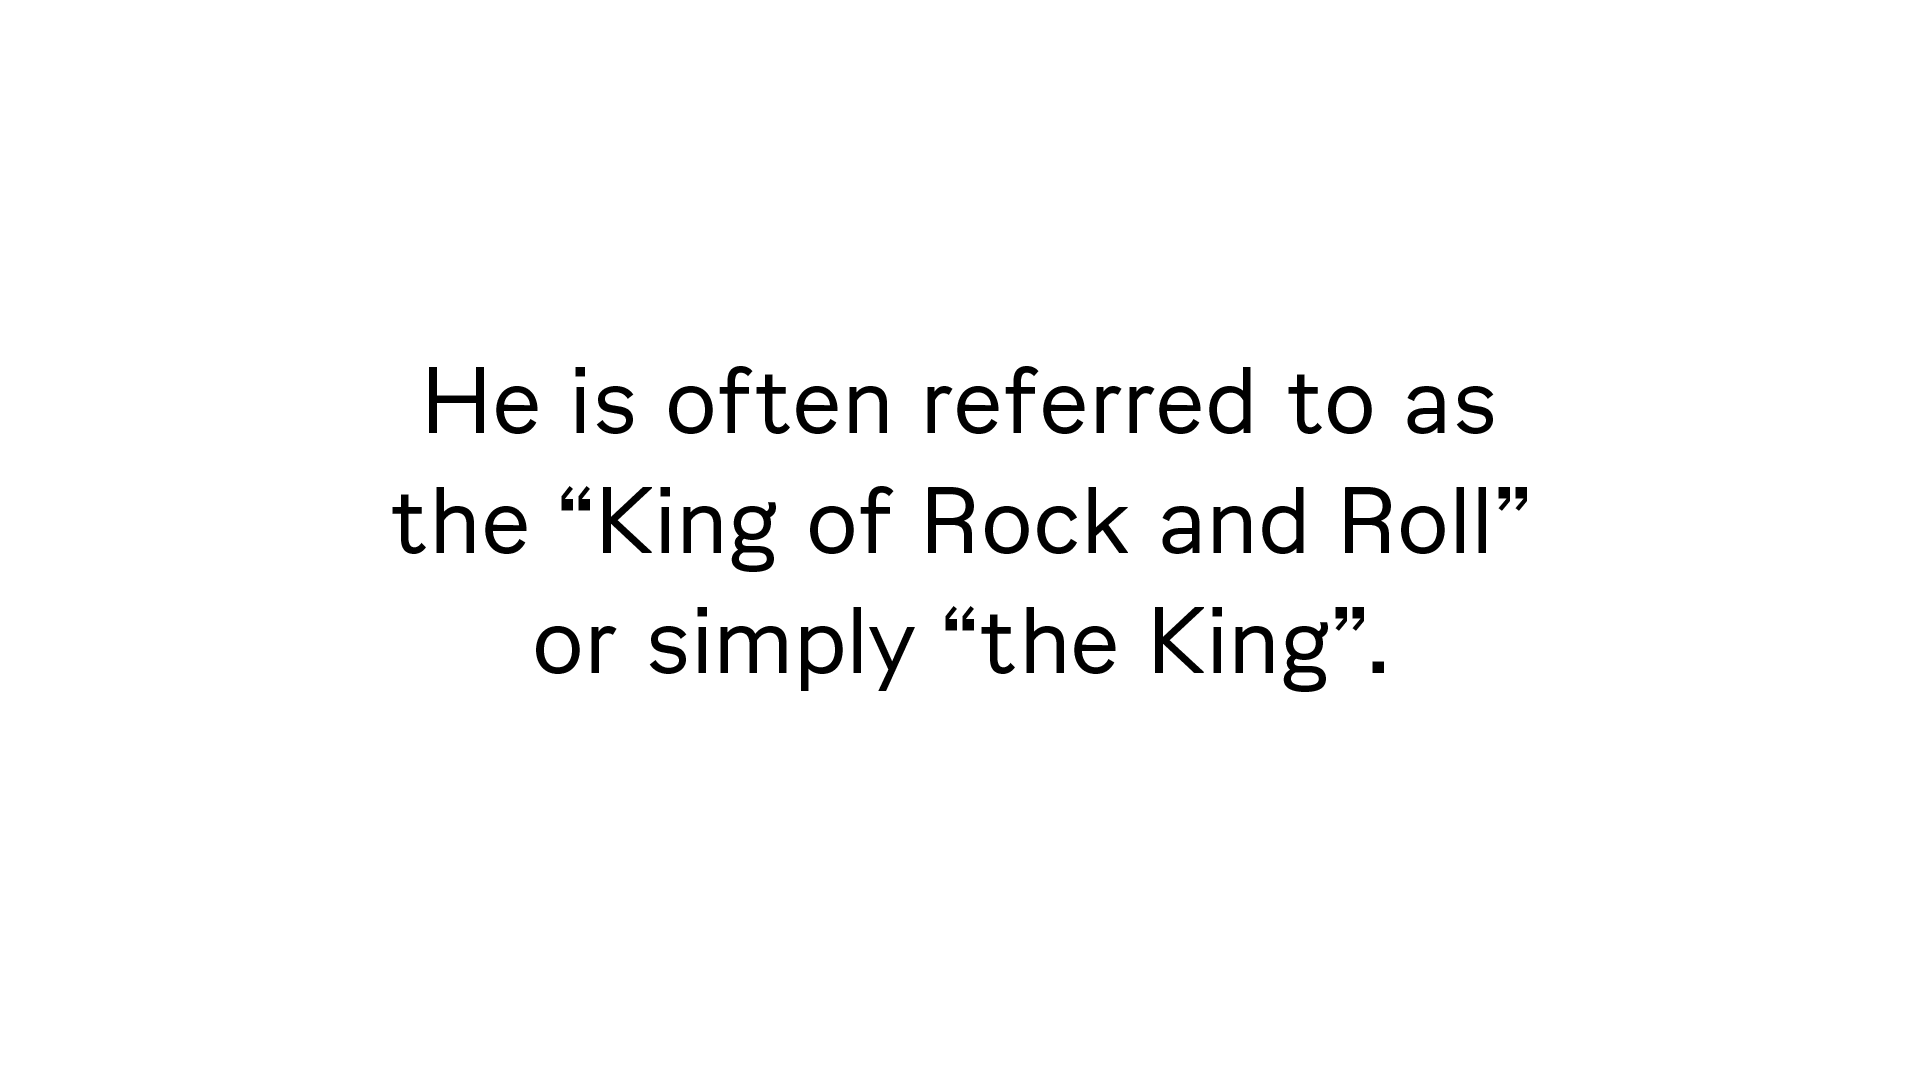 He is often referred to as
the “King of Rock and Roll”
or simply “the King”.